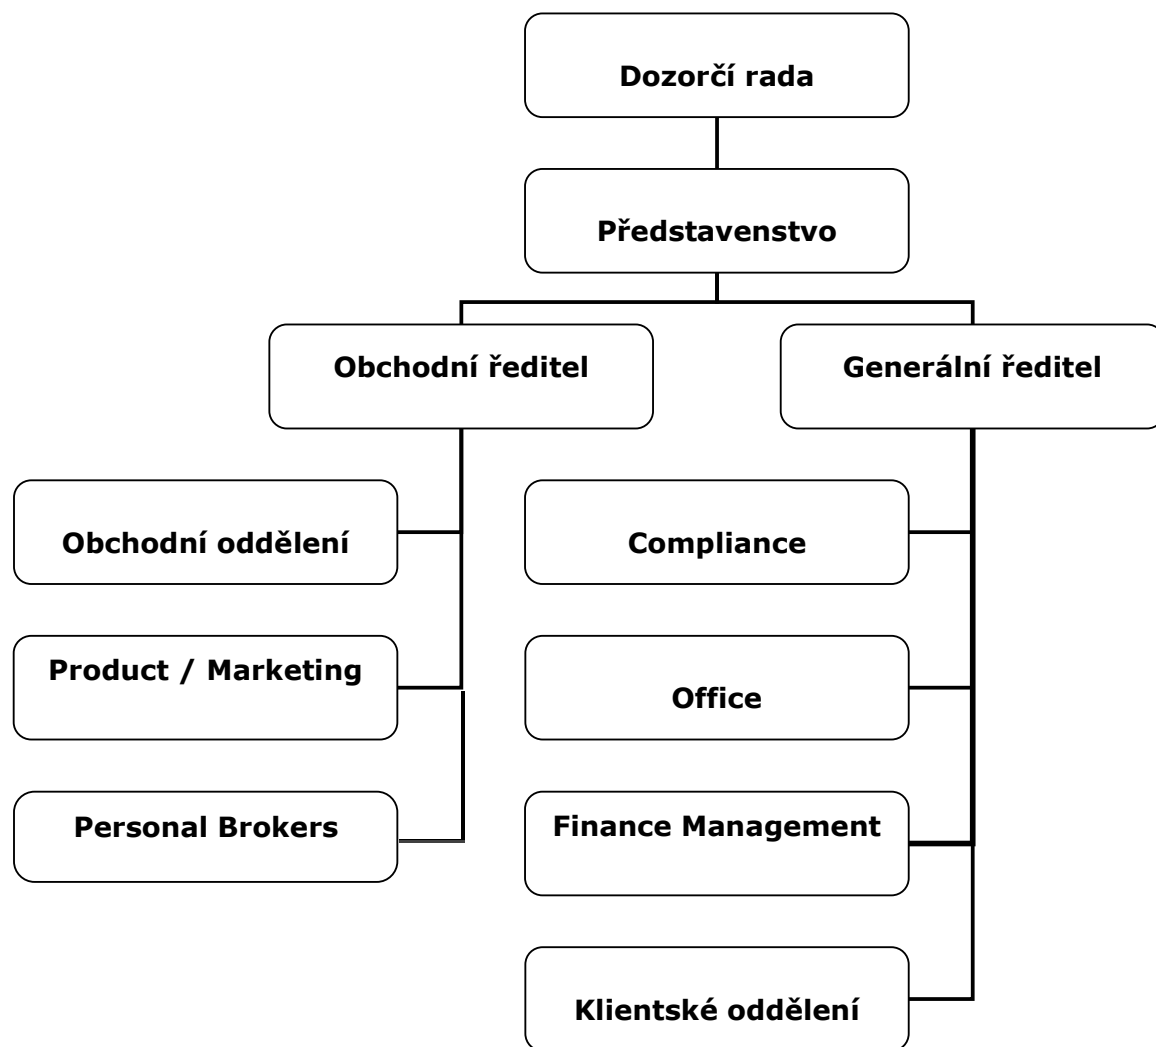 Dozorčí rada
Představenstvo
Obchodní ředitel
Generální ředitel
Obchodní oddělení
Compliance
Product / Marketing
Office
Personal Brokers
Finance Management
Klientské oddělení